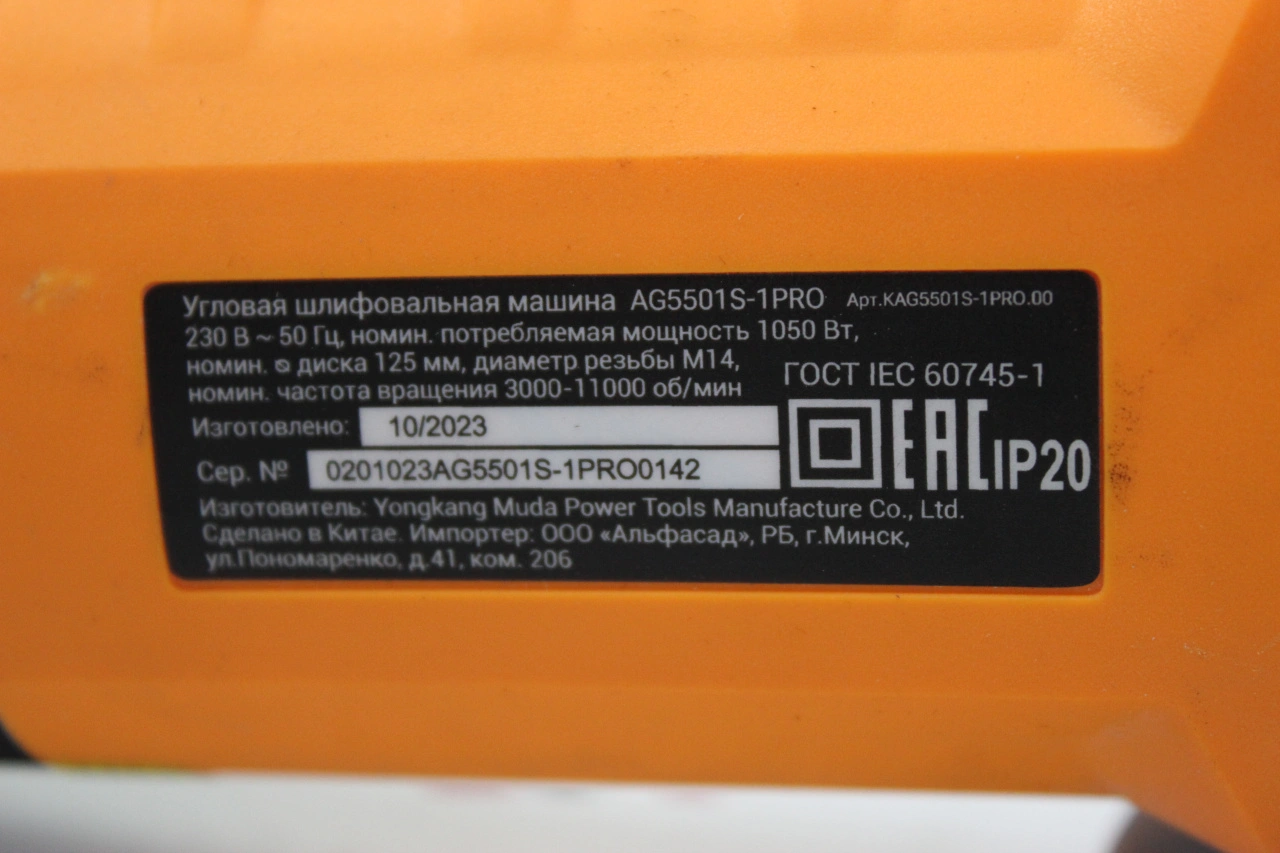 Угловая шлифовальная машина AG5501S-1PRO Арт.KAG5501S-1PRO.00
230 В ~ 50 Гц, номин. потребляемая мощность 1050 Вт,
номин. ⌀ диска 125 мм, диаметр резьбы M14,
номин. частота вращения 3000-11000 об/мин
ГОСТ IEC 60745-1
Изготовлено: 10/2023
Сер. № 0201023AG5501S-1PRO0142
EAC IP20
Изготовитель: Yongkang Muda Power Tools Manufacture Co., Ltd.
Сделано в Китае. Импортер: ООО «Альфасад», РБ, г.Минск,
ул.Пономаренко, д.41, ком. 206